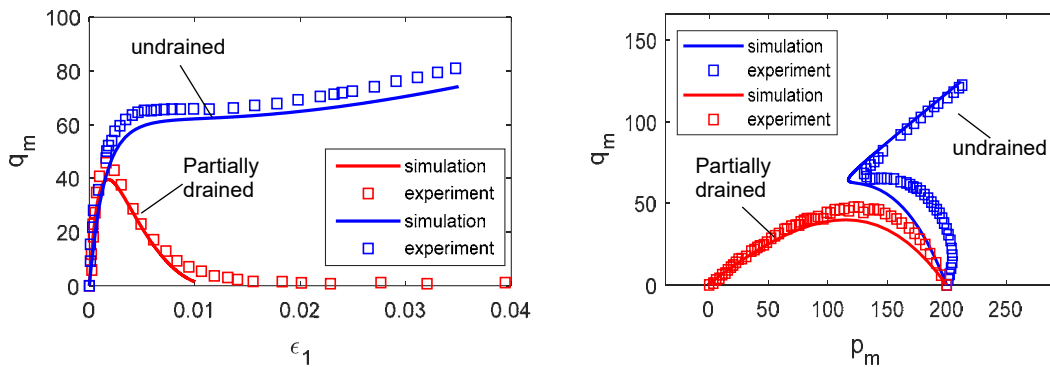 100
80
60
40
20
0
q_m
undrained
Partially
drained
simulation
experiment
simulation
experiment
0
0.01
0.02
0.03
0.04
ϵ_1
150
100
50
0
q_m
simulation
experiment
simulation
experiment
Partially
drained
undrained
0
50
100
150
200
250
p_m